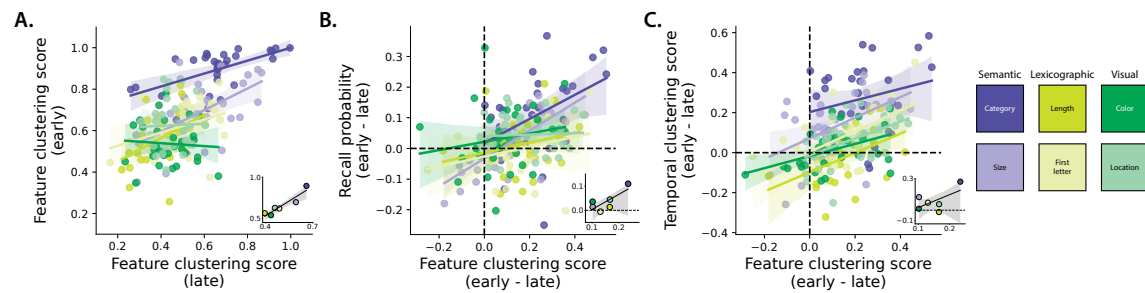 A.
Feature clustering score
(early)
1.0
0.8
0.6
0.4
0.2
0.2 0.4 0.6 0.8 1.0
Feature clustering score
(late)
1.0
0.5
0.4 0.7
B.
Recall probability
(early - late)
0.3
0.2
0.1
0.0
−0.1
−0.2
−0.2 0.0 0.2 0.4
Feature clustering score
(early - late)
0.1
0.0
0.1 0.2
C.
Temporal clustering score
(early - late)
0.6
0.4
0.2
0.0
−0.2
−0.4
−0.2 0.0 0.2 0.4
Feature clustering score
(early - late)
0.3
−0.1
0.1 0.2
Semantic Lexicographic Visual
Category Length Color
Size First letter Location